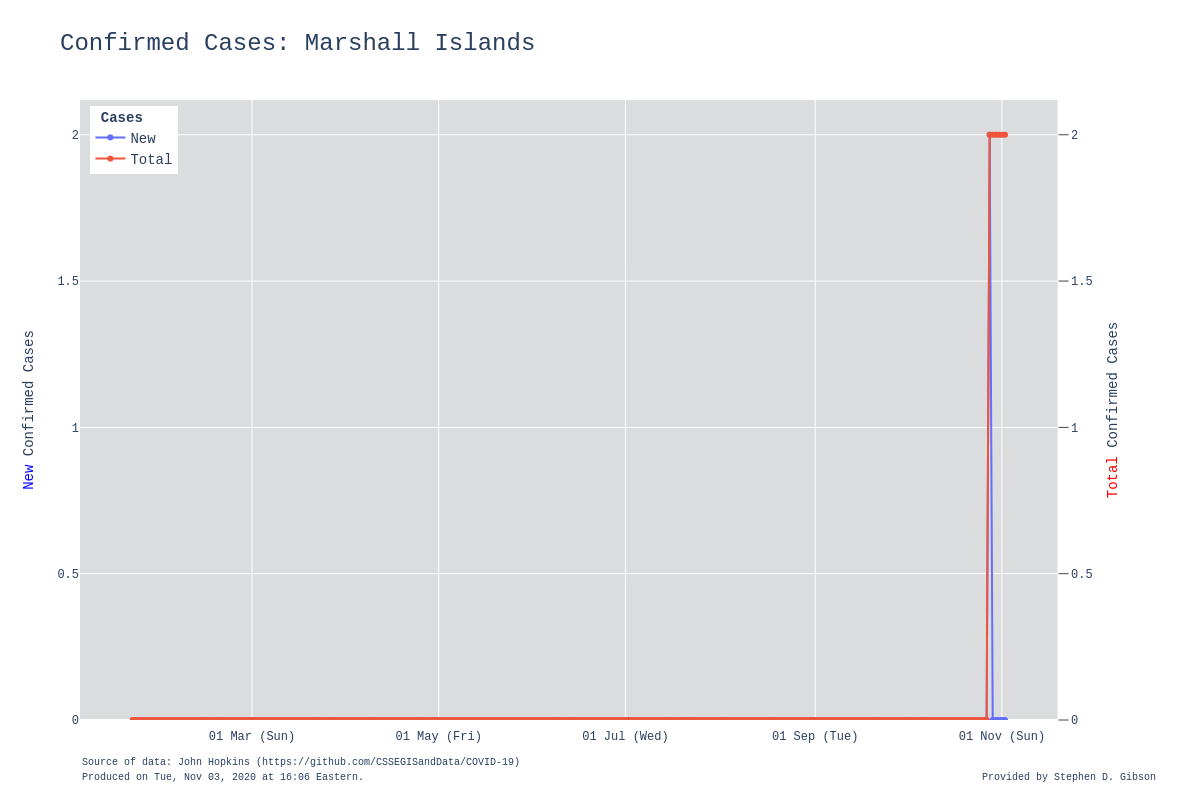 Confirmed Cases: Marshall Islands
Cases
New
Total
2
1.5
1
0.5
0
2
1.5
1
0.5
0
New Confirmed Cases
Total Confirmed Cases
01 Mar (Sun)
01 May (Fri)
01 Jul (Wed)
01 Sep (Tue)
01 Nov (Sun)
Source of data: John Hopkins (https://github.com/CSSEGISandData/COVID-19)
Produced on Tue, Nov 03, 2020 at 16:06 Eastern.
Provided by Stephen D. Gibson